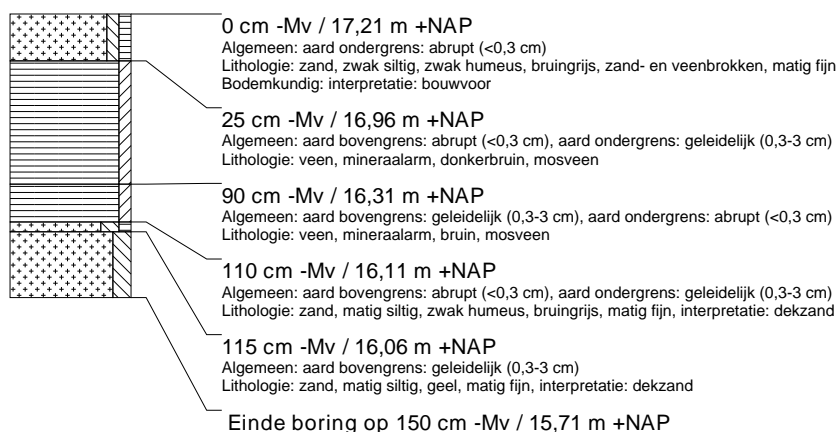 0 cm -Mv / 17,21 m +NAP
Algemeen: aard ondergrens: abrupt (<0,3 cm)
Lithologie: zand, zwak siltig, zwak humeus, bruingrijs, zand- en veenbrokken, matig fijn
Bodemkundig: interpretatie: bouwvoor
25 cm -Mv / 16,96 m +NAP
Algemeen: aard bovengrens: abrupt (<0,3 cm), aard ondergrens: geleidelijk (0,3-3 cm)
Lithologie: veen, mineraalarm, donkerbruin, mosveen
90 cm -Mv / 16,31 m +NAP
Algemeen: aard bovengrens: geleidelijk (0,3-3 cm), aard ondergrens: abrupt (<0,3 cm)
Lithologie: veen, mineraalarm, bruin, mosveen
110 cm -Mv / 16,11 m +NAP
Algemeen: aard bovengrens: abrupt (<0,3 cm), aard ondergrens: geleidelijk (0,3-3 cm)
Lithologie: zand, matig siltig, zwak humeus, bruingrijs, matig fijn, interpretatie: dekzand
115 cm -Mv / 16,06 m +NAP
Algemeen: aard bovengrens: geleidelijk (0,3-3 cm)
Lithologie: zand, matig siltig, geel, matig fijn, interpretatie: dekzand
Einde boring op 150 cm -Mv / 15,71 m +NAP